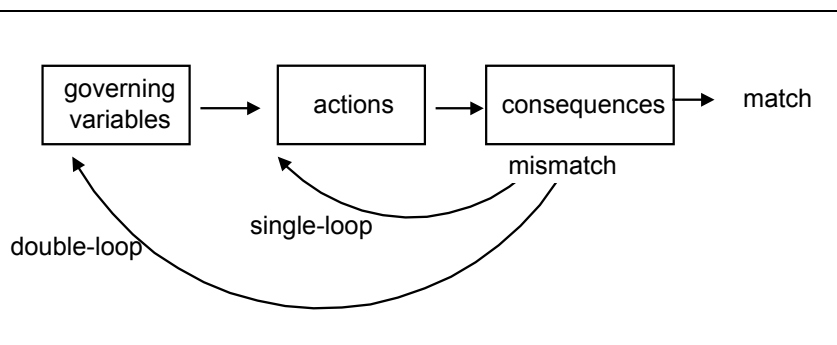 governing
variables
actions
consequences
match
mismatch
single-loop
double-loop